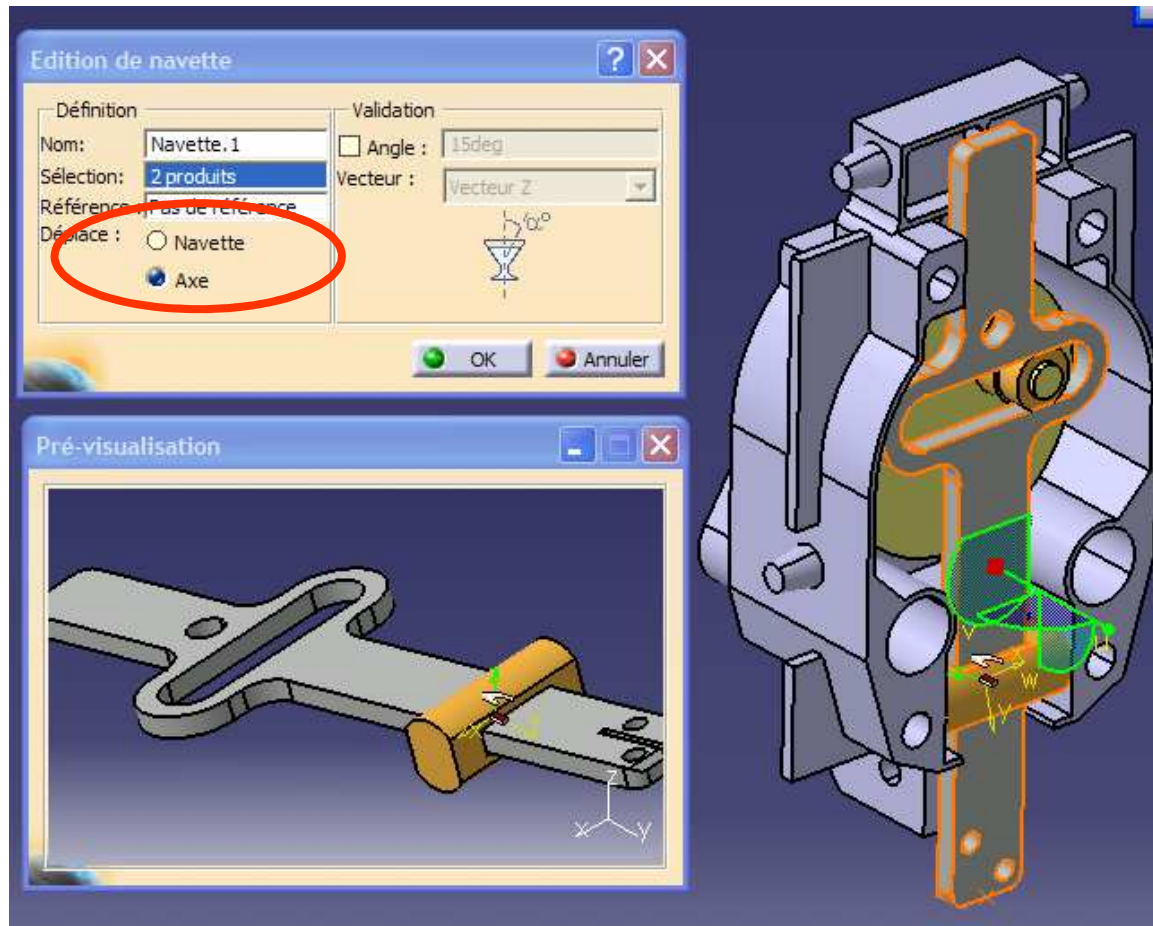 Edition de navette
Définition
Validation
Nom:
Navette.1
Angle :
15deg
Sélection:
2 produits
Vecteur :
Vecteur Z
Référence :
Pas de référence
Déplace :
Navette
Axe
α°
OK
Annuler
Pré-visualisation
z
x
y
V
W
V